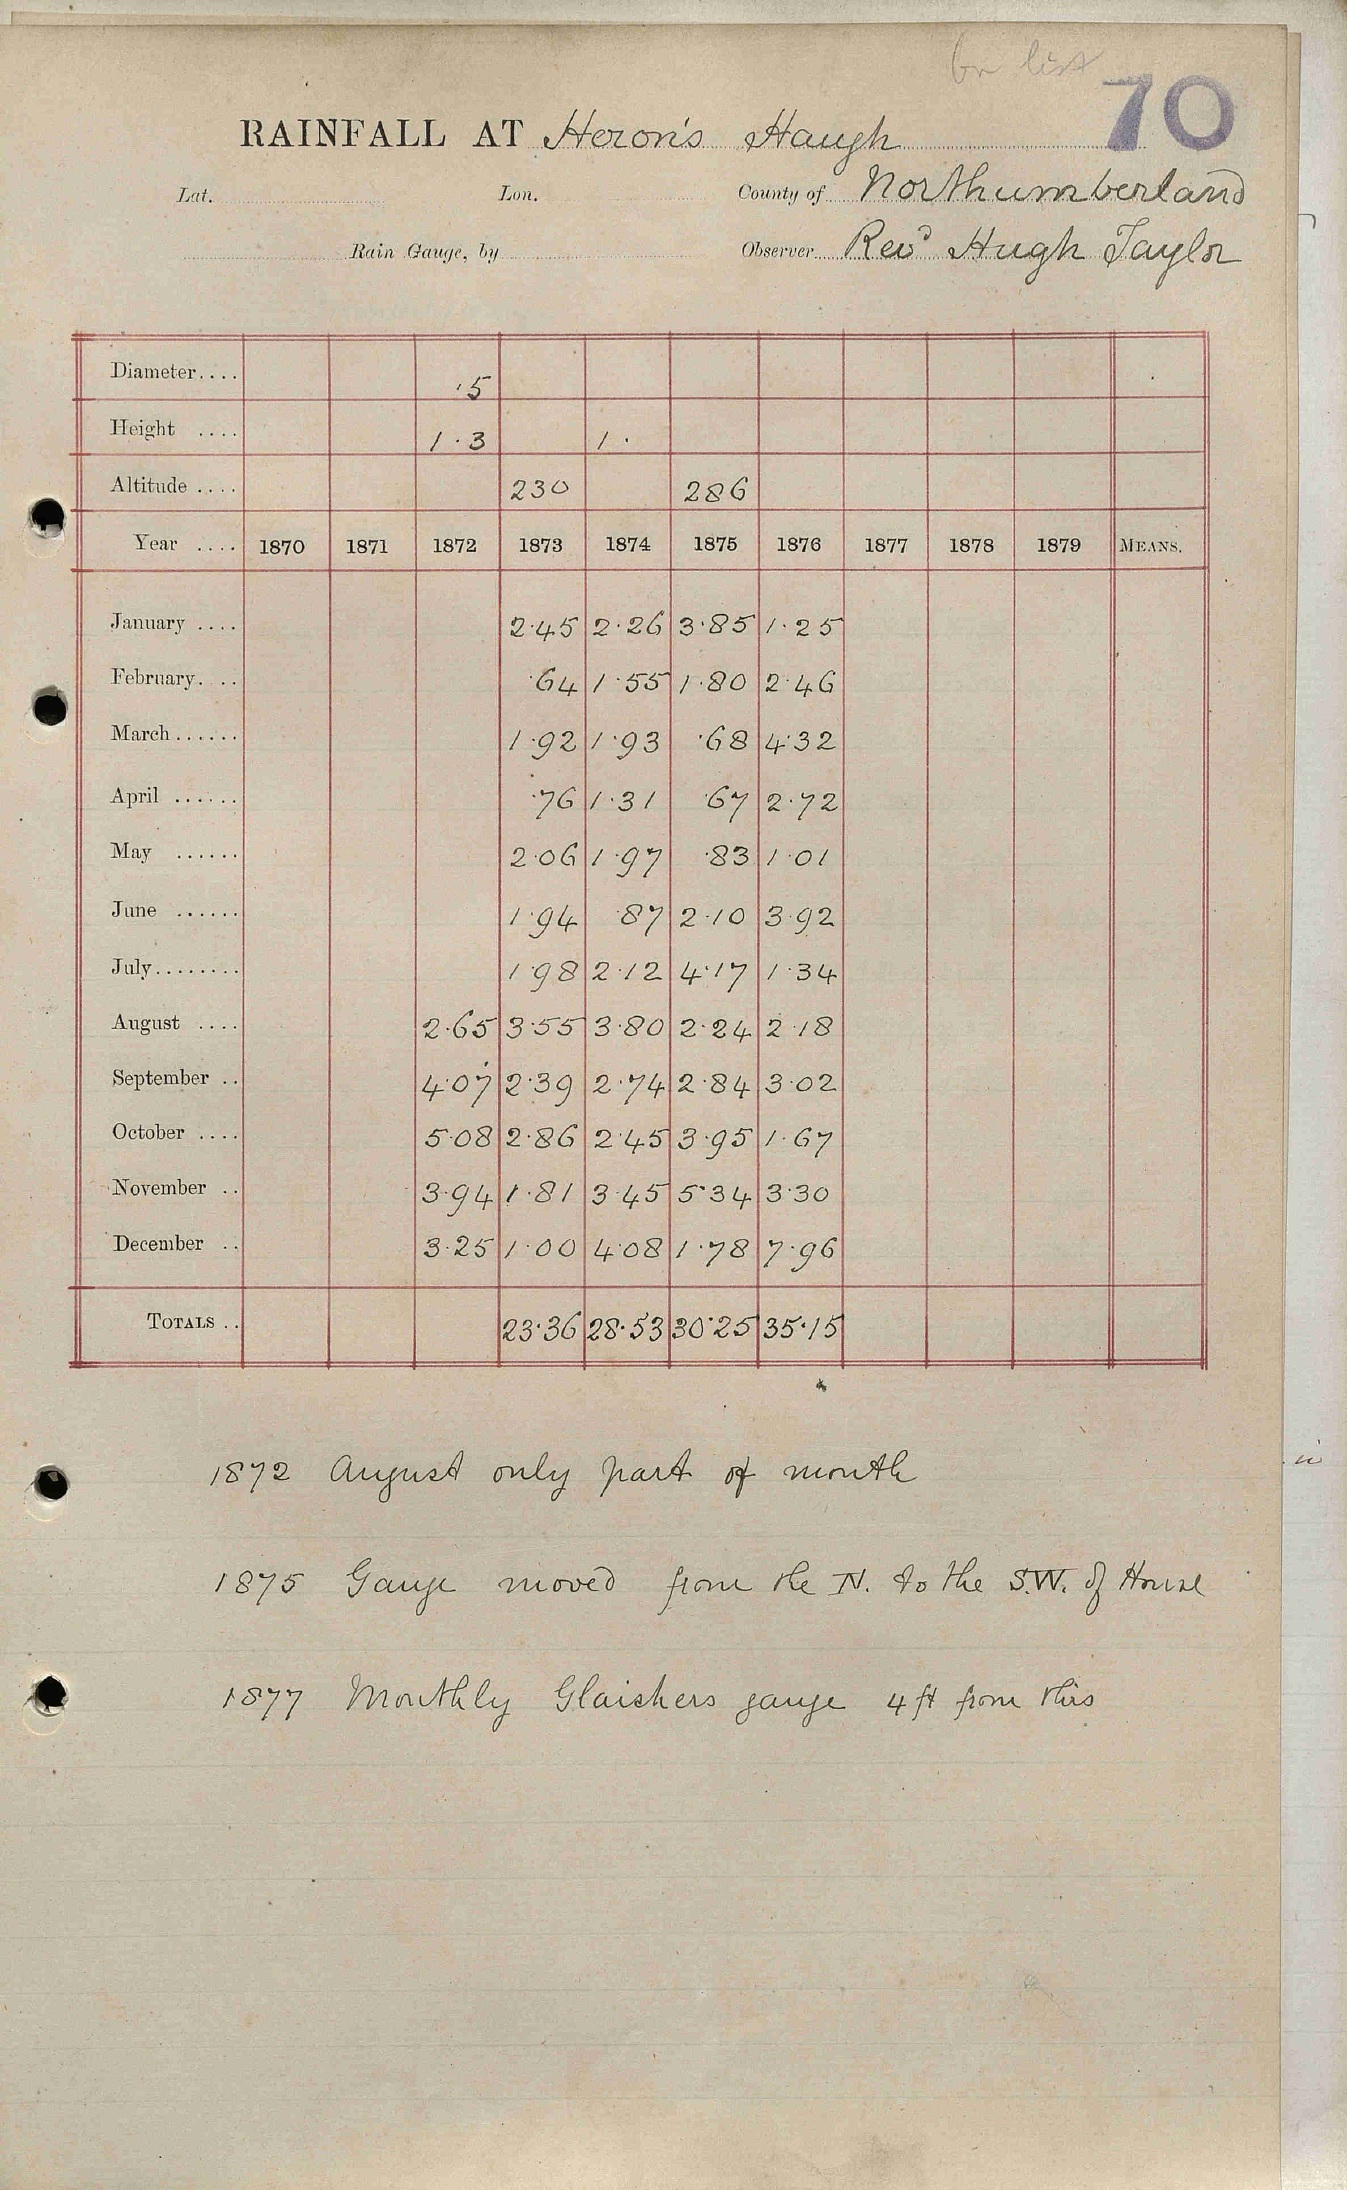 br list
70
RAINFALL AT Heron's Haugh
Lat. Lon. County of Northumberland
Rain Gauge, by Observer Revd Hugh Taylor
Diameter.... ·5
Height .... 1·3 1·
Altitude .... 230 286
Year .... 1870 1871 1872 1873 1874 1875 1876 1877 1878 1879 MEANS.
January .... 2·45 2·26 3·85 1·25
February. .. ·64 1·55 1·80 2·46
March...... 1·92 1·93 ·68 4·32
April ...... ·76 1·31 ·67 2·72
May ...... 2·06 1·97 ·83 1·01
June ...... 1·94 ·87 2·10 3·92
July........ 1·98 2·12 4·17 1·34
August .... 2·65 3·55 3·80 2·24 2·18
September .. 4·07 2·39 2·74 2·84 3·02
October .... 5·08 2·86 2·45 3·95 1·67
November .. 3·94 1·81 3·45 5·34 3·30
December .. 3·25 1·00 4·08 1·78 7·96
TOTALS .. 23·36 28·53 30·25 35·15
1872 August only part of month
1875 Gauge moved from the N. to the S.W. of House
1877 Monthly Glaishers gauge 4 ft from this